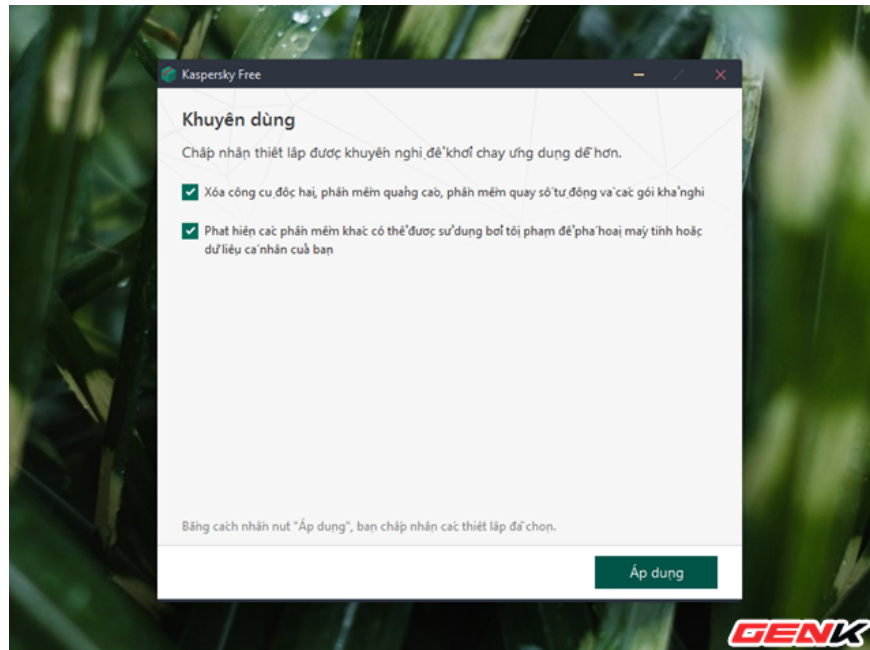 Kaspersky Free
Khuyên dùng
Chấp nhận thiết lập được khuyến nghị để khởi chạy ứng dụng dễ hơn.
Xóa công cụ độc hại, phần mềm quảng cáo, phần mềm quay số tự động và các gói khả nghi
Phát hiện các phần mềm khác có thể được sử dụng bởi tội phạm để phá hoại máy tính hoặc
dữ liệu cá nhân của bạn
Bằng cách nhấn nút "Áp dụng", bạn chấp nhận các thiết lập đã chọn.
Áp dụng
GENK